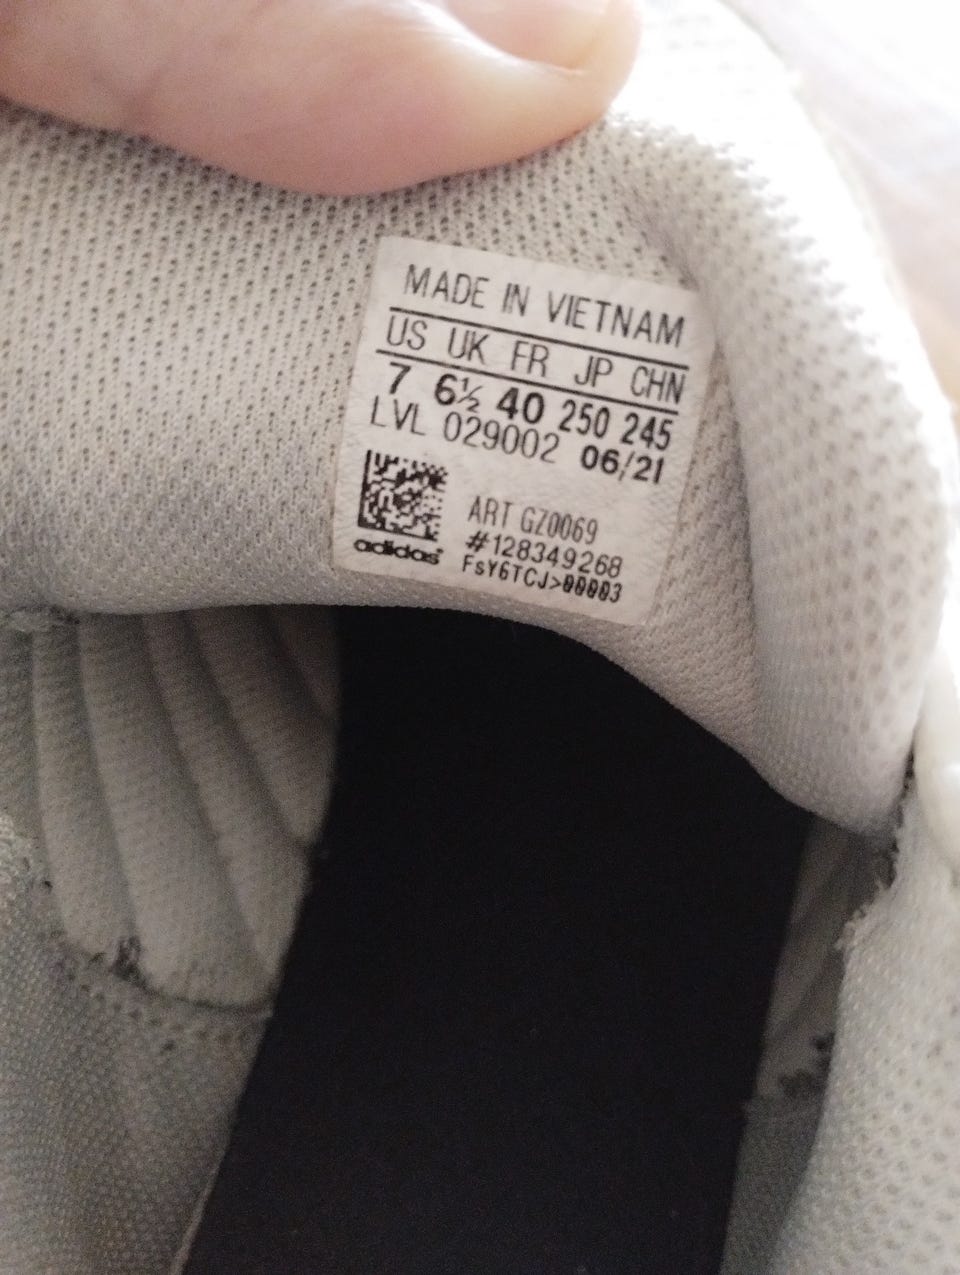 MADE IN VIETNAM
US UK FR JP CHN
7 6½ 40 250 245
LVL 029002 06/21
ART GZ0069
#128349268
FsY6TCJ>00003
adidas